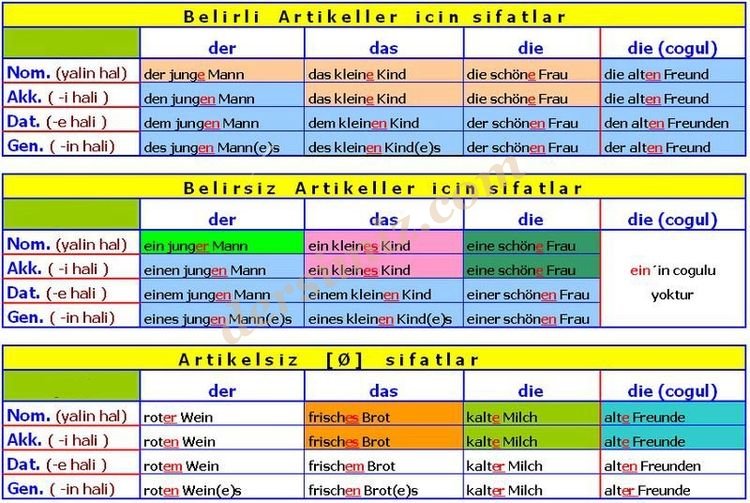 Belirli Artikeller icin sifatlar
der das die die (cogul)
Nom. (yalin hal) der junge Mann das kleine Kind die schöne Frau die alten Freund
Akk. ( -i hali ) den jungen Mann das kleine Kind die schöne Frau die alten Freund
Dat. (-e hali ) dem jungen Mann dem kleinen Kind der schönen Frau den alten Freunden
Gen. ( -in hali) des jungen Mann(e)s des kleinen Kind(e)s der schönen Frau der alten Freund
Belirsiz Artikeller icin sifatlar
der das die die (cogul)
Nom. (yalin hal) ein junger Mann ein kleines Kind eine schöne Frau
Akk. ( -i hali ) einen jungen Mann ein kleines Kind eine schöne Frau ein´in cogulu
Dat. (-e hali ) einem jungen Mann einem kleinen Kind einer schönen Frau yoktur
Gen. ( -in hali) eines jungen Mann(e)s eines kleinen Kind(e)s einer schönen Frau
Artikelsiz [Ø] sifatlar
der das die die (cogul)
Nom. (yalin hal) roter Wein frisches Brot kalte Milch alte Freunde
Akk. ( -i hali ) roten Wein frisches Brot kalte Milch alte Freunde
Dat. (-e hali ) rotem Wein frischem Brot kalter Milch alten Freunden
Gen. ( -in hali) roten Wein(e)s frischen Brot(e)s kalter Milch alter Freunde